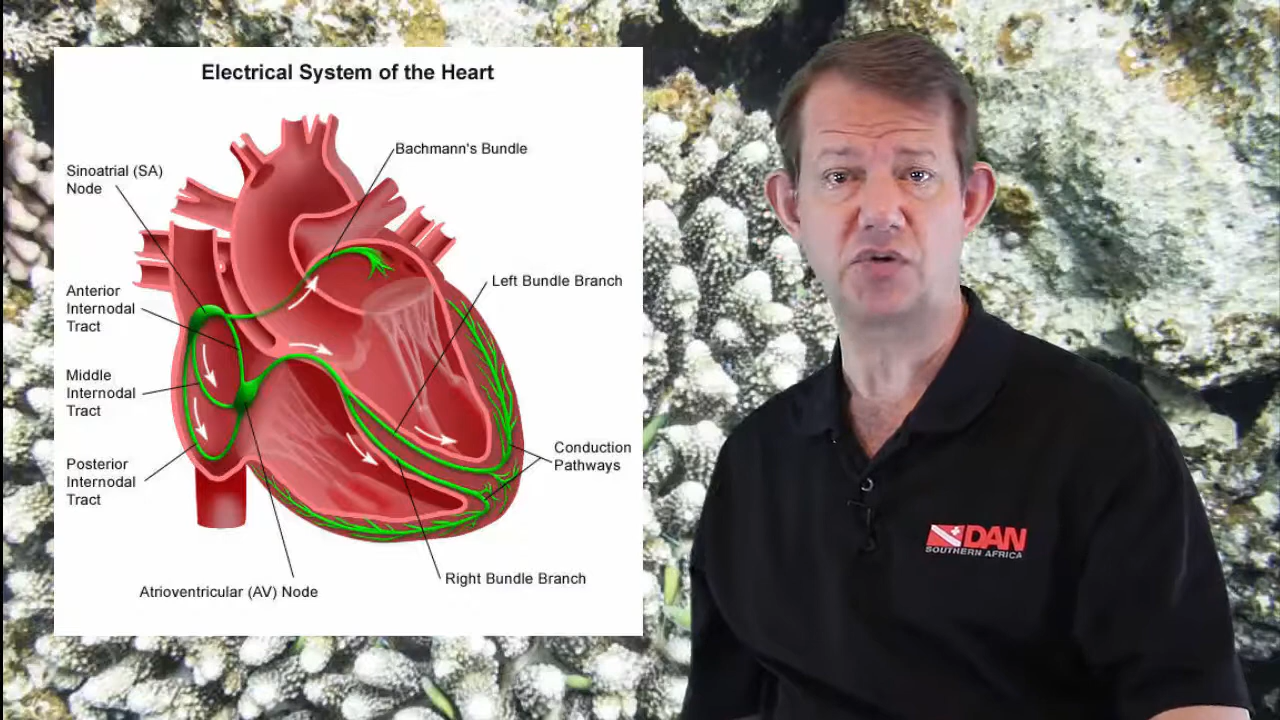 Electrical System of the Heart
Bachmann's Bundle
Sinoatrial (SA)
Node
Left Bundle Branch
Anterior
Internodal
Tract
Middle
Internodal
Tract
Conduction
Pathways
Posterior
Internodal
Tract
Right Bundle Branch
Atrioventricular (AV) Node
DAN
SOUTHERN AFRICA